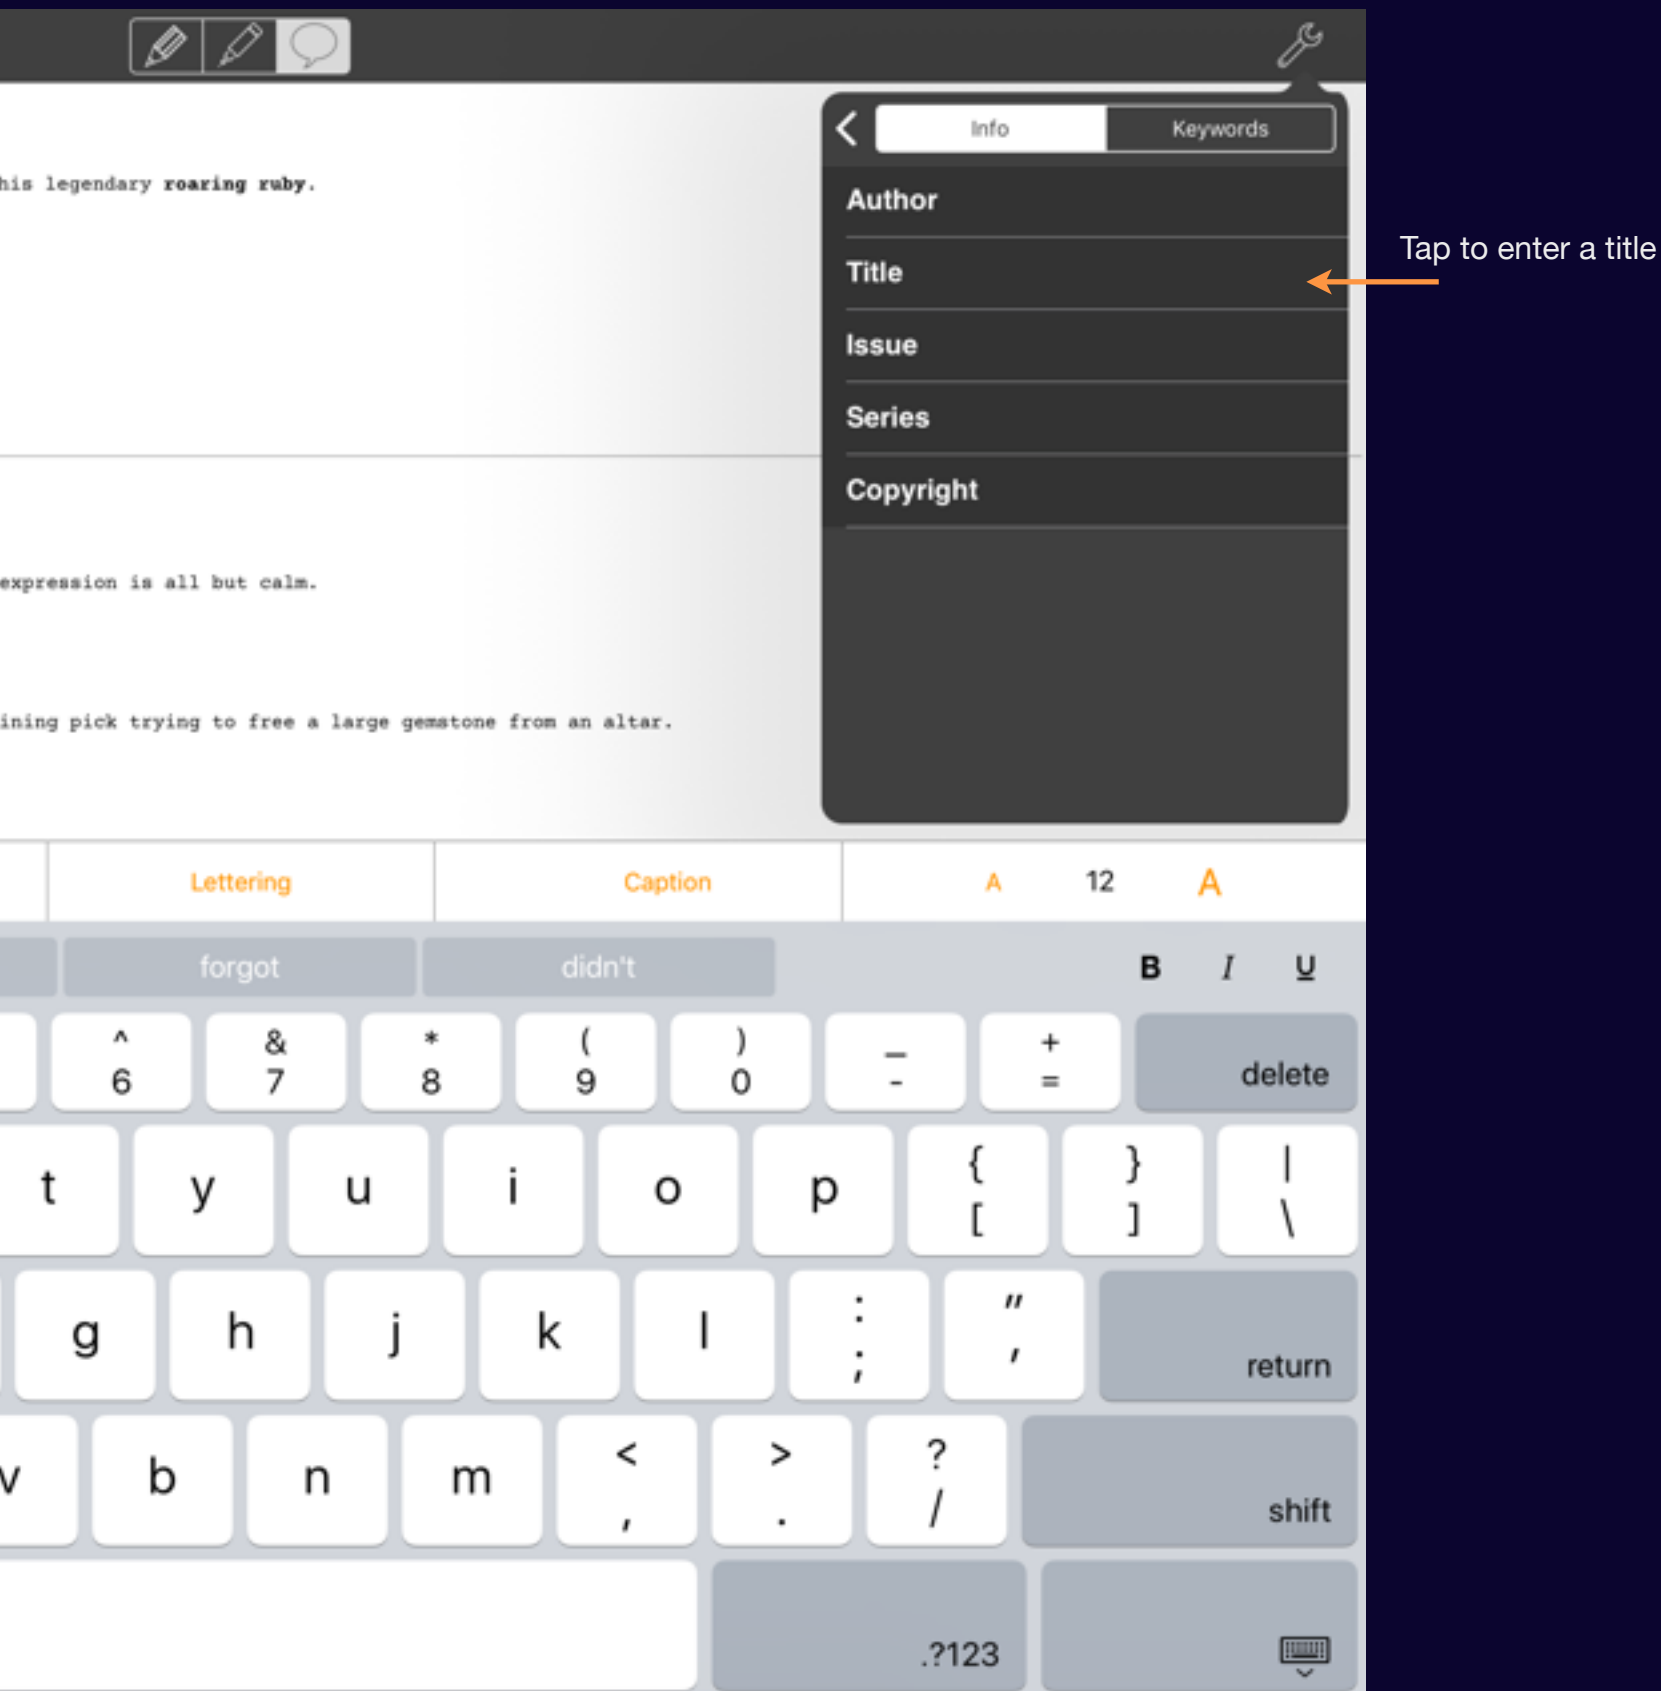 Info Keywords
his legendary roaring ruby.
Author
Tap to enter a title
Title
Issue
Series
Copyright
expression is all but calm.
ining pick trying to free a large gemstone from an altar.
Lettering Caption A 12 A
forgot didn't B I U
^ & * ( ) _ +
6 7 8 9 0 - = delete
{ } |
t y u i o p [ ] \
: "
g h j k l ; ' return
< > ?
v b n m , . / shift
.?123